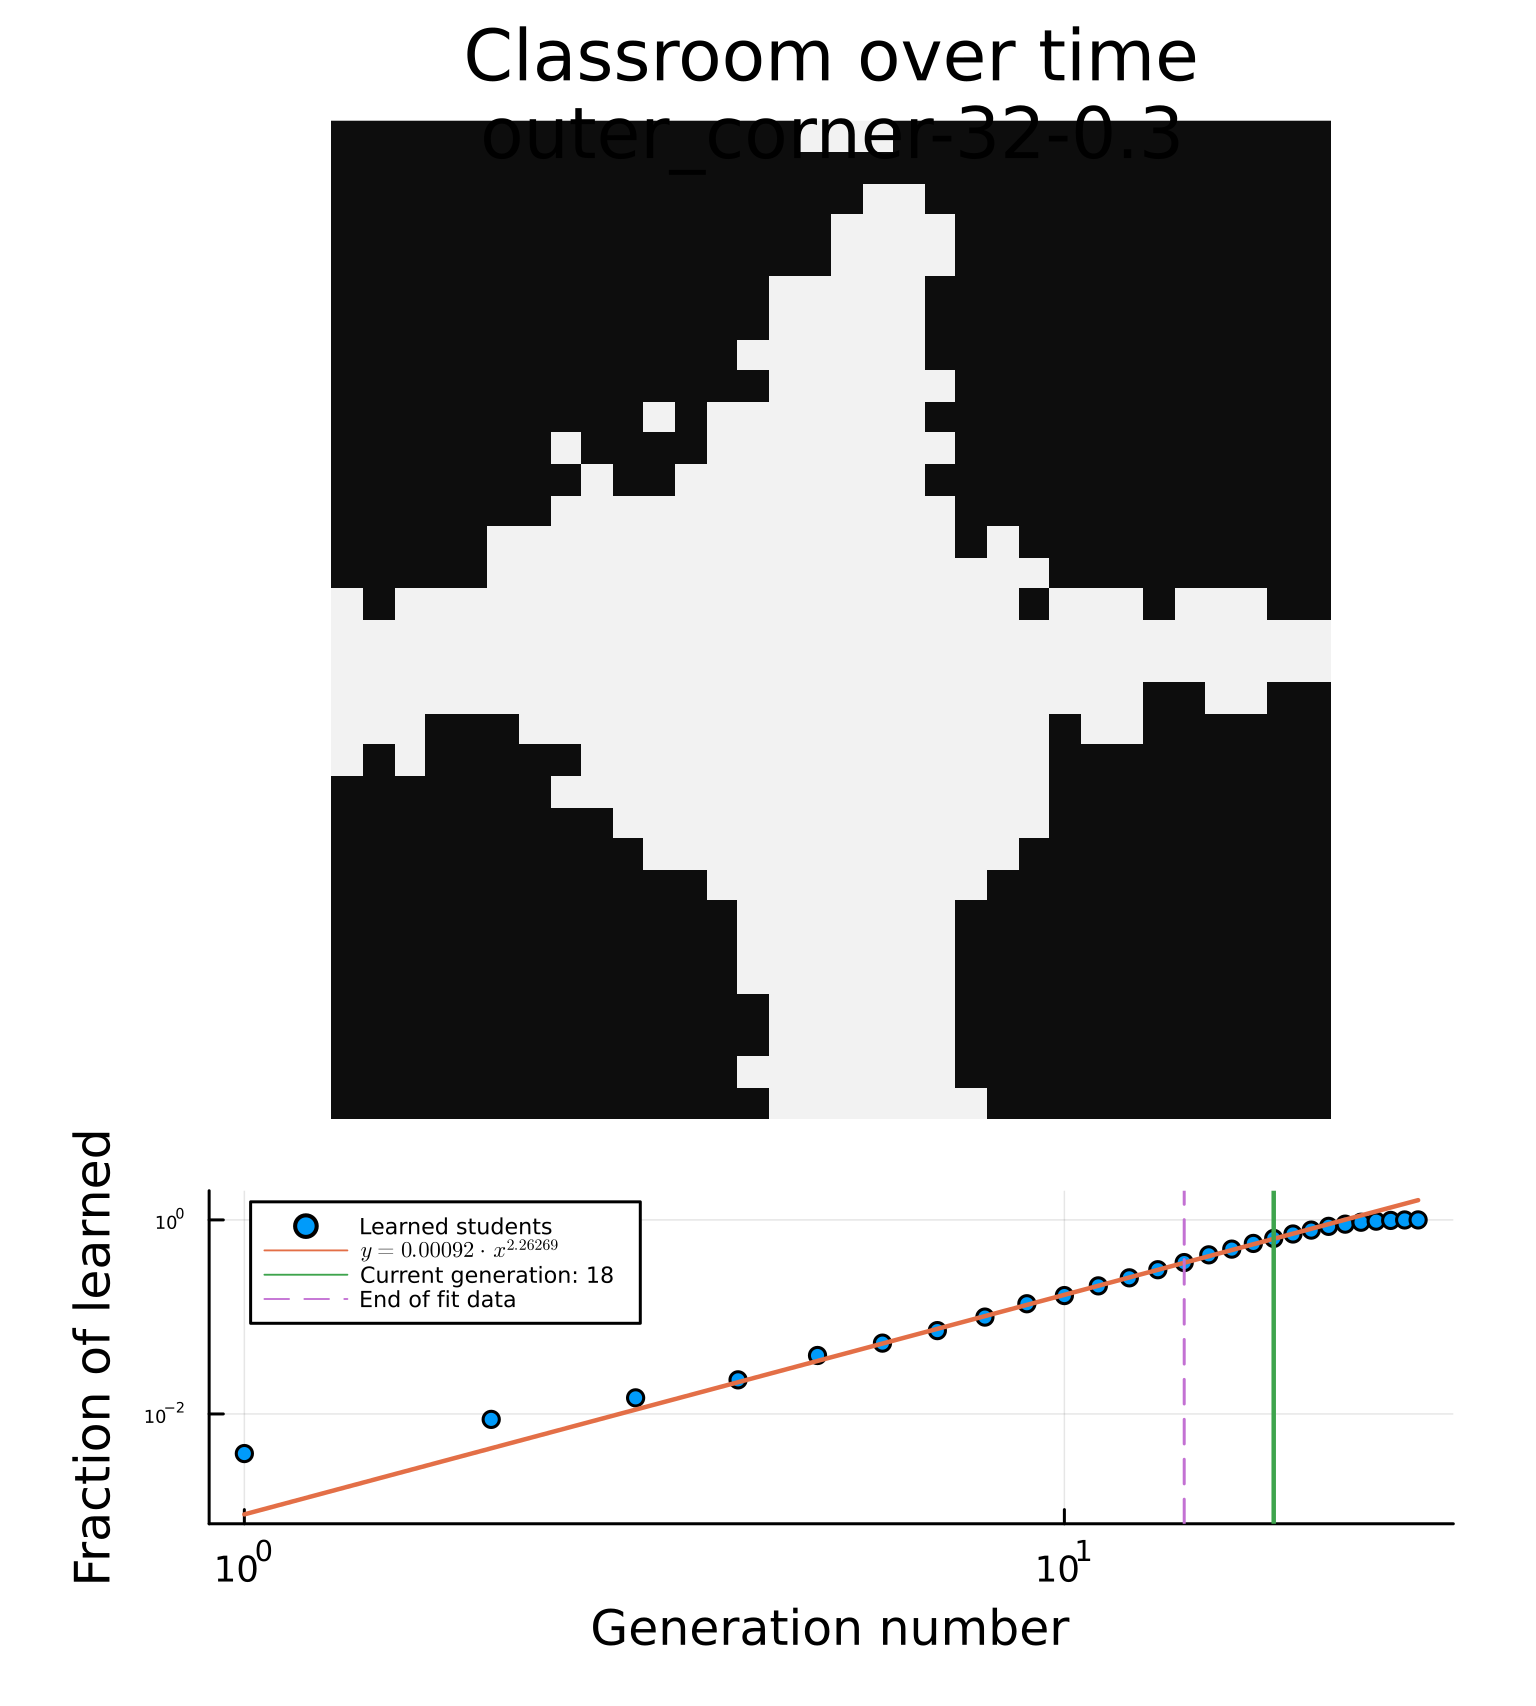 Classroom over time
outer_corner-32-0.3
Fraction of learned
10⁰
10⁻²
Learned students
y = 0.00092 · x^2.26269
Current generation: 18
End of fit data
10⁰
10¹
Generation number